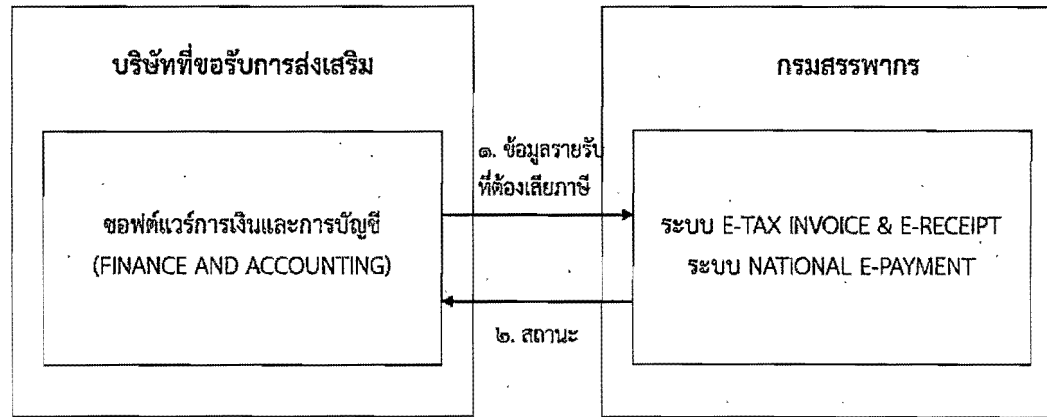 บริษัทที่ขอรับการส่งเสริม
ซอฟต์แวร์การเงินและการบัญชี
(FINANCE AND ACCOUNTING)
๑. ข้อมูลรายรับ
ที่ต้องเสียภาษี
๒. สถานะ
กรมสรรพากร
ระบบ E-TAX INVOICE & E-RECEIPT
ระบบ NATIONAL E-PAYMENT